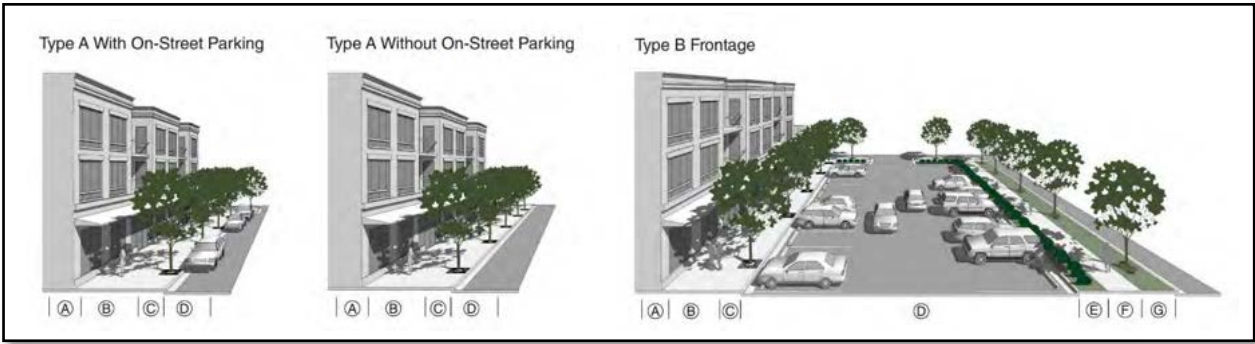 Type A With On-Street Parking
Type A Without On-Street Parking
Type B Frontage
A B C D
A B C D
A B C D E F G